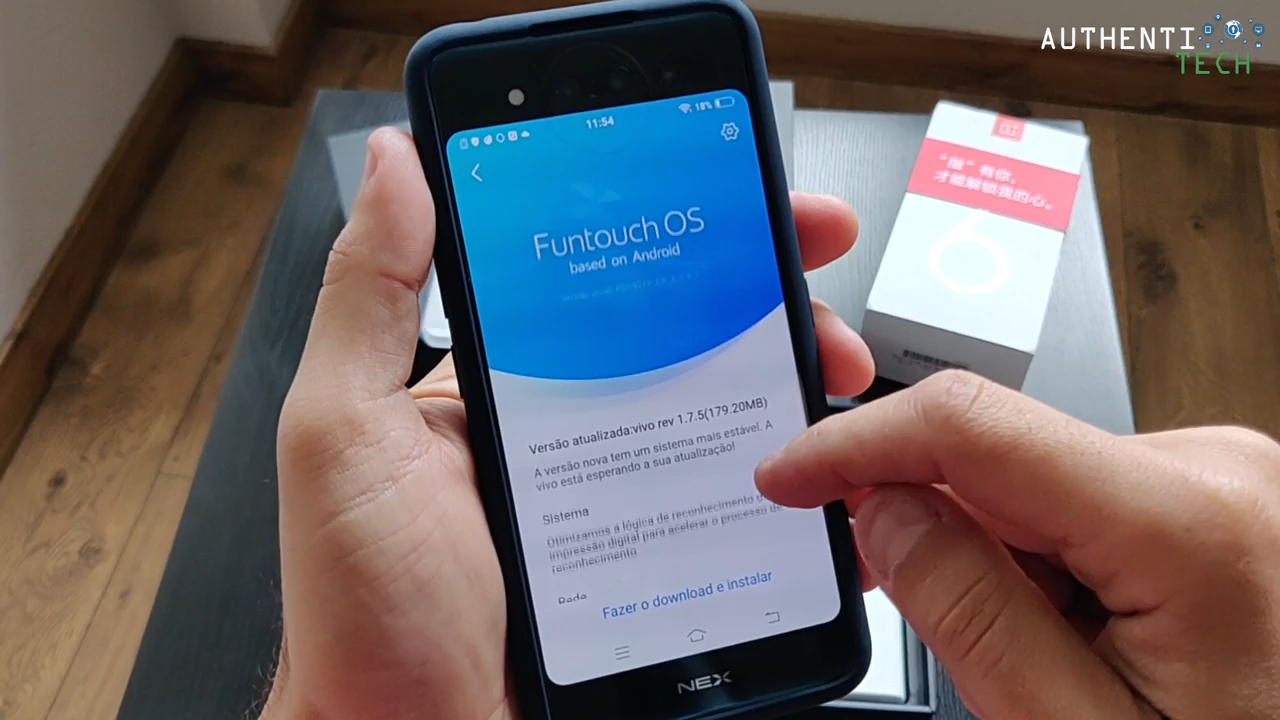 AUTHENTI
TECH
11:54
18%
Funtouch OS
based on Android
Versão atualizada:vivo rev 1.7.5(179.20MB)
A versão nova tem um sistema mais estável. A
vivo está esperando a sua atualização!
Sistema
Otimizamos a lógica de reconhecimento
impressão digital para acelerar o processo de
reconhecimento
Fazer o download e instalar
NEX
“指“有你，
才能解锁我的心。
6